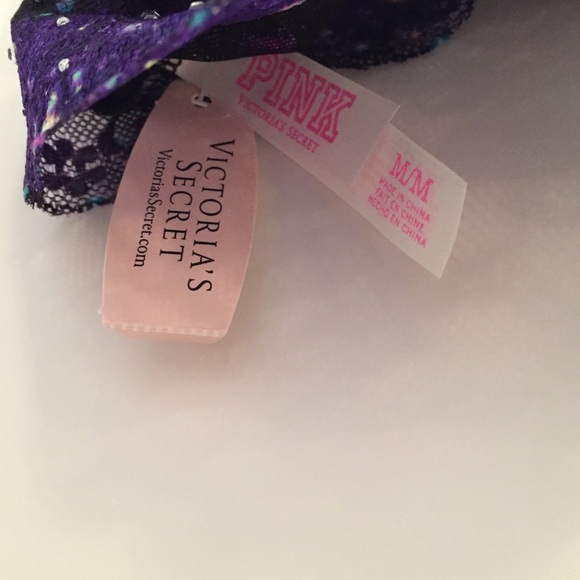 PINK
VICTORIA'S SECRET
M/M
MADE IN CHINA
FAIT EN CHINE
HECHO EN CHINA
VICTORIA'S
SECRET
VictoriasSecret.com